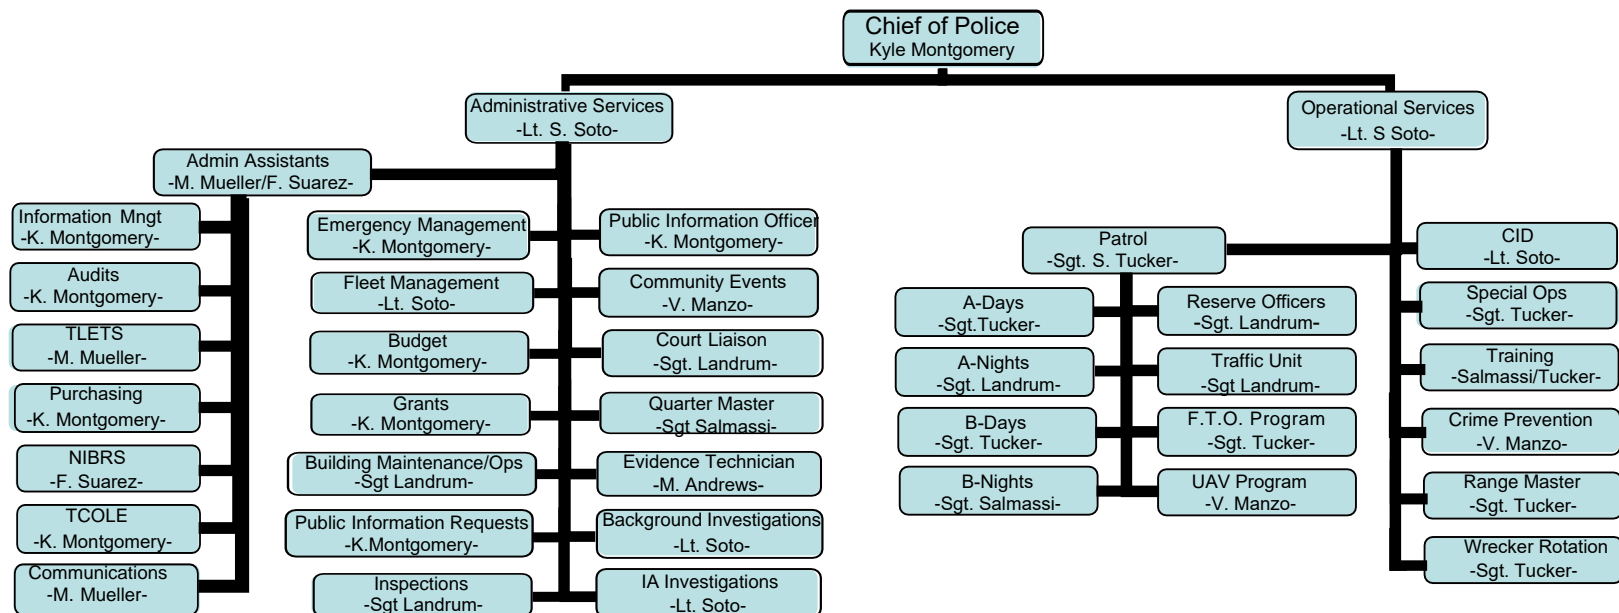 Chief of Police
Kyle Montgomery
Administrative Services
-Lt. S. Soto-
Operational Services
-Lt. S Soto-
Admin Assistants
-M. Mueller/F. Suarez-
Information Mngt
-K. Montgomery-
Audits
-K. Montgomery-
TLETS
-M. Mueller-
Purchasing
-K. Montgomery-
NIBRS
-F. Suarez-
TCOLE
-K. Montgomery-
Communications
-M. Mueller-
Emergency Management
-K. Montgomery-
Fleet Management
-Lt. Soto-
Budget
-K. Montgomery-
Grants
-K. Montgomery-
Building Maintenance/Ops
-Sgt Landrum-
Public Information Requests
-K.Montgomery-
Inspections
-Sgt Landrum-
Public Information Officer
-K. Montgomery-
Community Events
-V. Manzo-
Court Liaison
-Sgt. Landrum-
Quarter Master
-Sgt Salmassi-
Evidence Technician
-M. Andrews-
Background Investigations
-Lt. Soto-
IA Investigations
-Lt. Soto-
Patrol
-Sgt. S. Tucker-
A-Days
-Sgt.Tucker-
A-Nights
-Sgt. Landrum-
B-Days
-Sgt. Tucker-
B-Nights
-Sgt. Salmassi-
Reserve Officers
-Sgt. Landrum-
Traffic Unit
-Sgt Landrum-
F.T.O. Program
-Sgt. Tucker-
UAV Program
-V. Manzo-
CID
-Lt. Soto-
Special Ops
-Sgt. Tucker-
Training
-Salmassi/Tucker-
Crime Prevention
-V. Manzo-
Range Master
-Sgt. Tucker-
Wrecker Rotation
-Sgt. Tucker-